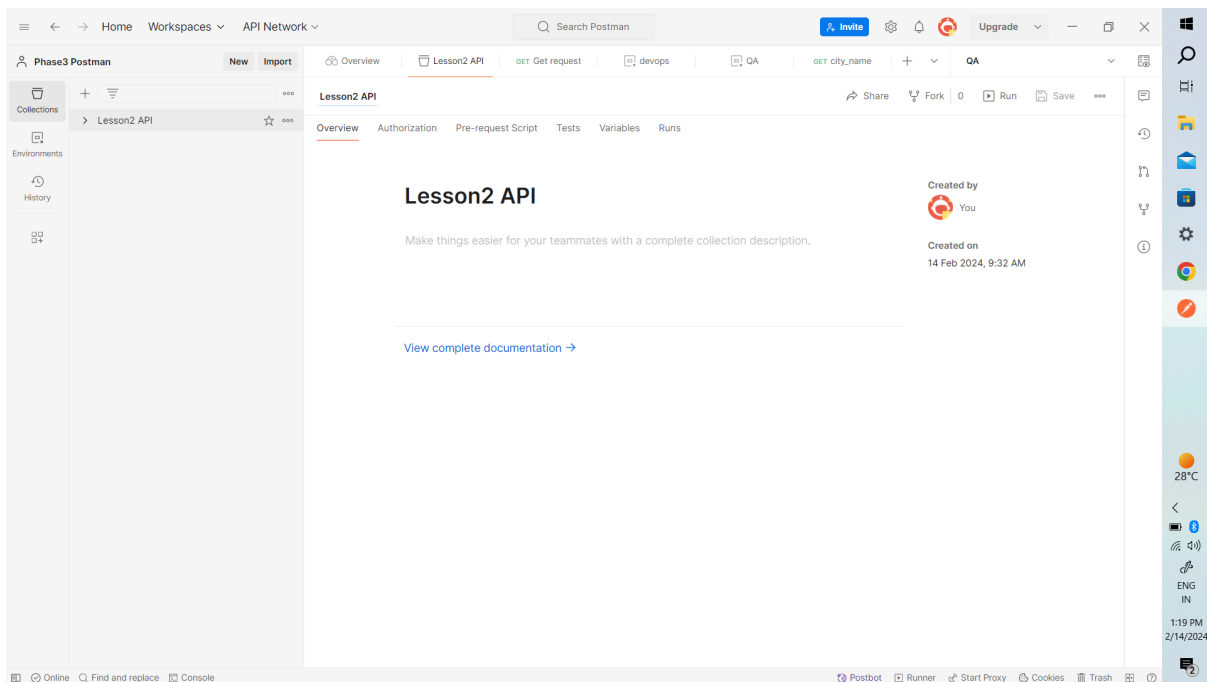 Home Workspaces API Network Search Postman Invite Upgrade
Phase3 Postman New Import Overview Lesson2 API GET Get request devops QA GET city_name QA
Collections
Lesson2 API
Environments
History
Lesson2 API Share Fork 0 Run Save
Overview Authorization Pre-request Script Tests Variables Runs
Lesson2 API
Make things easier for your teammates with a complete collection description.
View complete documentation →
Created by
You
Created on
14 Feb 2024, 9:32 AM
28°C
ENG
IN
1:19 PM
2/14/2024
2
Online Find and replace Console Postbot Runner Start Proxy Cookies Trash